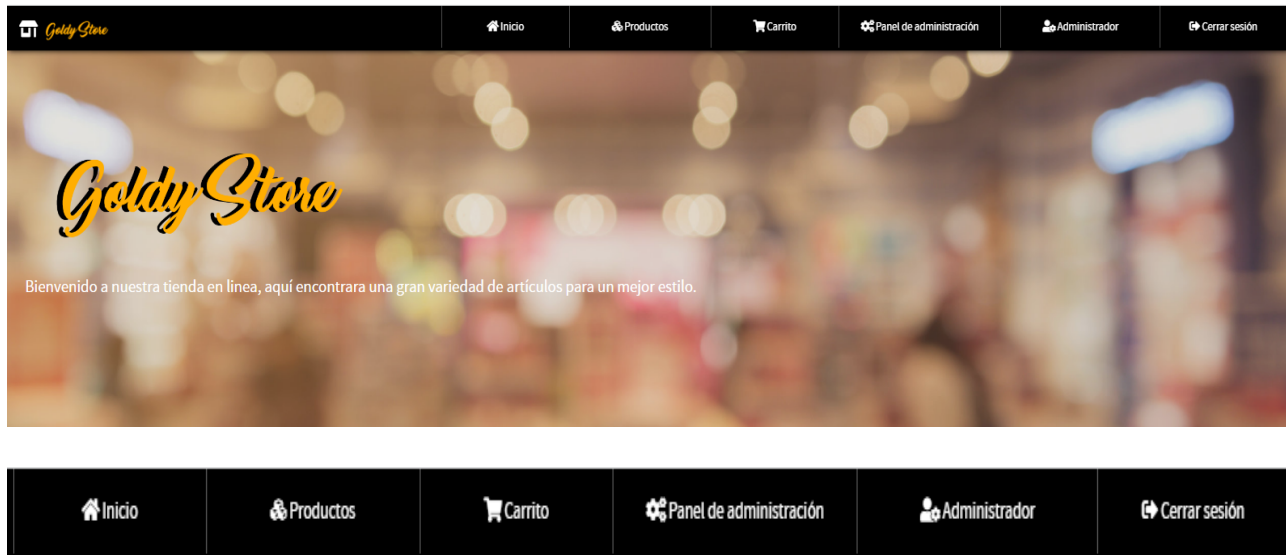 Goldy Store Inicio Productos Carrito Panel de administración Administrador Cerrar sesión
Goldy Store
Bienvenido a nuestra tienda en linea, aquí encontrara una gran variedad de artículos para un mejor estilo.
Inicio Productos Carrito Panel de administración Administrador Cerrar sesión